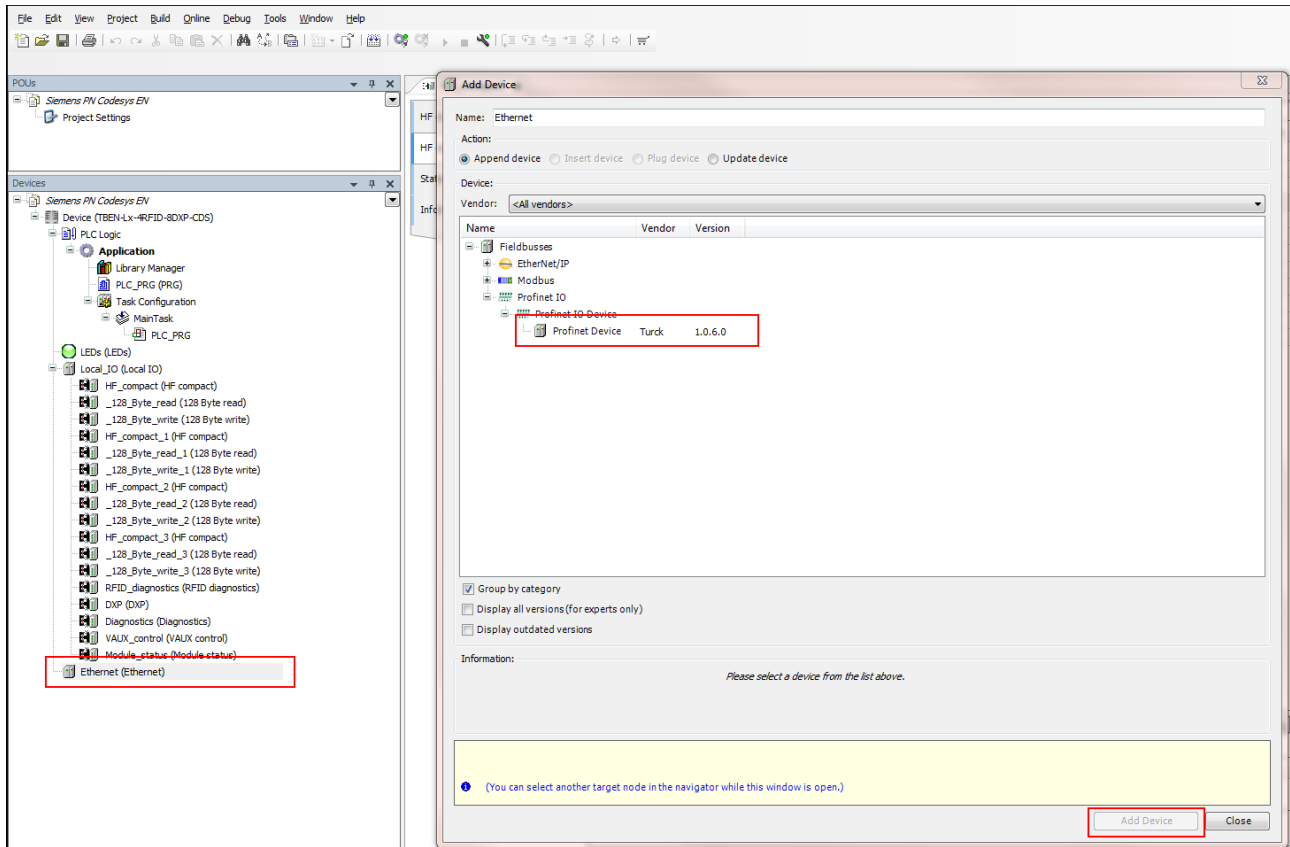 File Edit View Project Build Online Debug Tools Window Help
POUs
Siemens PN Codesys EN
Project Settings
Devices
Siemens PN Codesys EN
Device (TBEN-Lx-4RFID-8DXP-CDS)
PLC Logic
Application
Library Manager
PLC_PRG (PRG)
Task Configuration
MainTask
PLC_PRG
LEDs (LEDs)
Local_IO (Local IO)
HF_compact (HF compact)
_128_Byte_read (128 Byte read)
_128_Byte_write (128 Byte write)
HF_compact_1 (HF compact)
_128_Byte_read_1 (128 Byte read)
_128_Byte_write_1 (128 Byte write)
HF_compact_2 (HF compact)
_128_Byte_read_2 (128 Byte read)
_128_Byte_write_2 (128 Byte write)
HF_compact_3 (HF compact)
_128_Byte_read_3 (128 Byte read)
_128_Byte_write_3 (128 Byte write)
RFID_diagnostics (RFID diagnostics)
DXP (DXP)
Diagnostics (Diagnostics)
VAUX_control (VAUX control)
Module_status (Module status)
Ethernet (Ethernet)
HF
HF
Stat
Info
Add Device
Name: Ethernet
Action:
Append device Insert device Plug device Update device
Device:
Vendor: <All vendors>
Name Vendor Version
Fieldbusses
EtherNet/IP
Modbus
Profinet IO
Profinet IO Device
Profinet Device Turck 1.0.6.0
Group by category
Display all versions (for experts only)
Display outdated versions
Information:
Please select a device from the list above.
(You can select another target node in the navigator while this window is open.)
Add Device Close